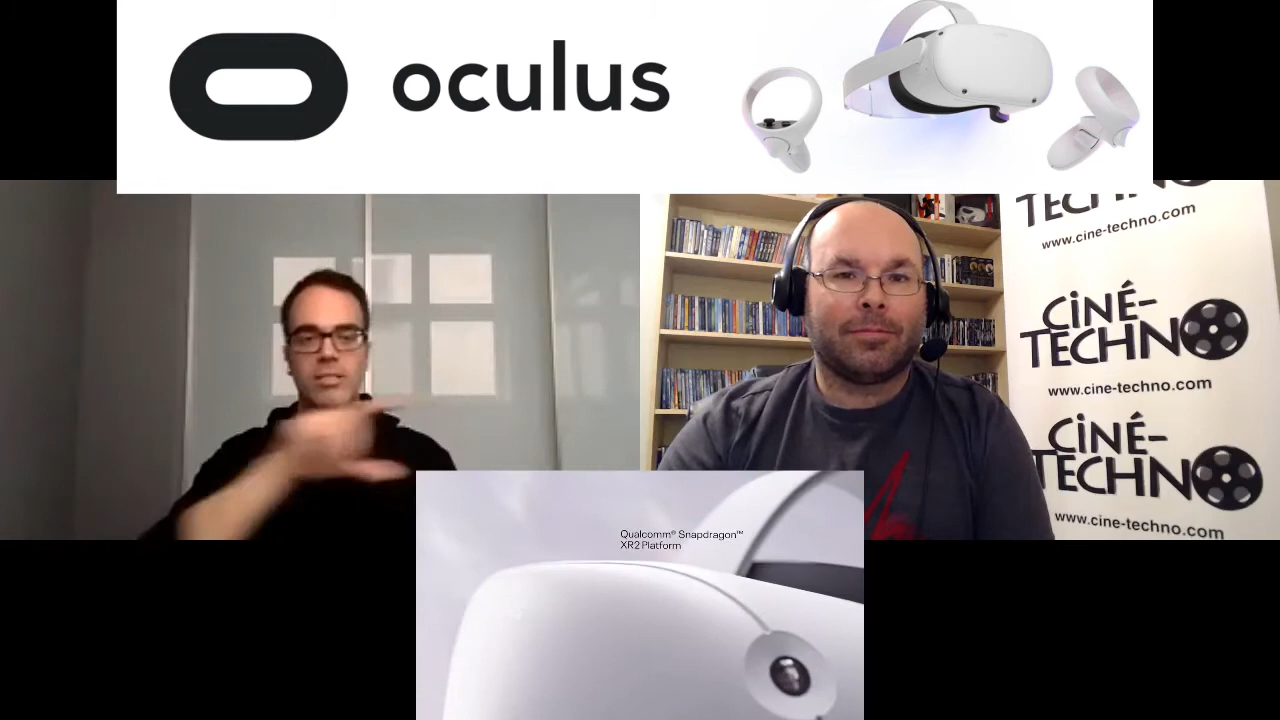 oculus
TECHNO
www.cine-techno.com
CiNÉ-
TECHNO
www.cine-techno.com
CiNÉ-
TECHNO
www.cine-techno.com
Qualcomm® Snapdragon™
XR2 Platform